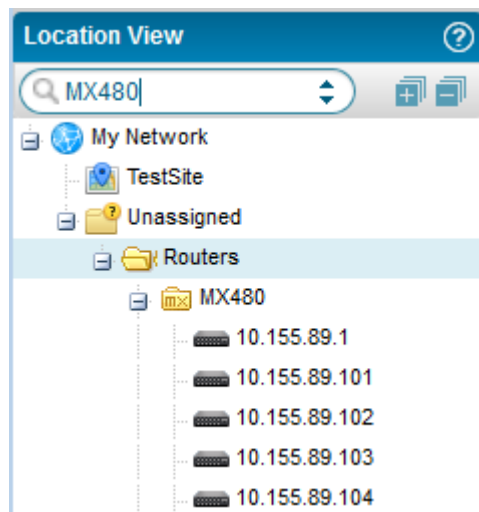 Location View
MX480
My Network
TestSite
Unassigned
Routers
MX480
10.155.89.1
10.155.89.101
10.155.89.102
10.155.89.103
10.155.89.104